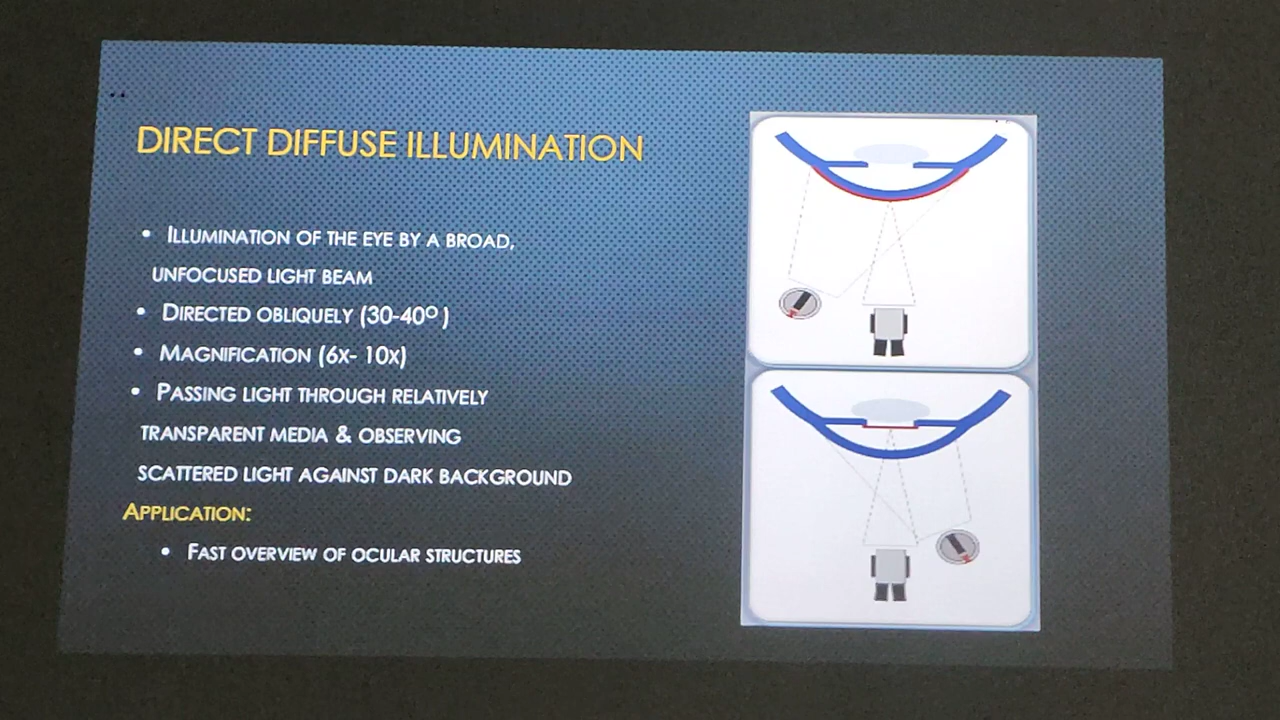 DIRECT DIFFUSE ILLUMINATION
• ILLUMINATION OF THE EYE BY A BROAD,
UNFOCUSED LIGHT BEAM
• DIRECTED OBLIQUELY (30-40º )
• MAGNIFICATION (6X- 10X)
• PASSING LIGHT THROUGH RELATIVELY
TRANSPARENT MEDIA & OBSERVING
SCATTERED LIGHT AGAINST DARK BACKGROUND
APPLICATION:
• FAST OVERVIEW OF OCULAR STRUCTURES